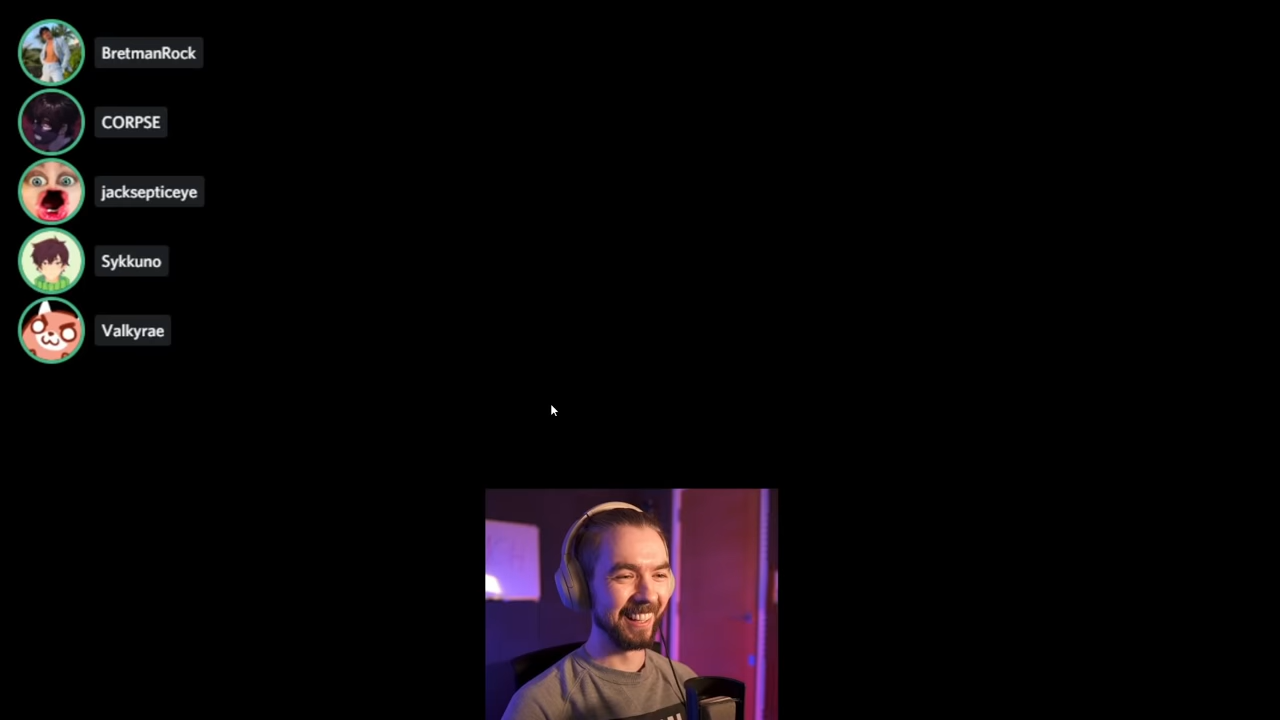 BretmanRock
CORPSE
jacksepticeye
Sykkuno
Valkyrae